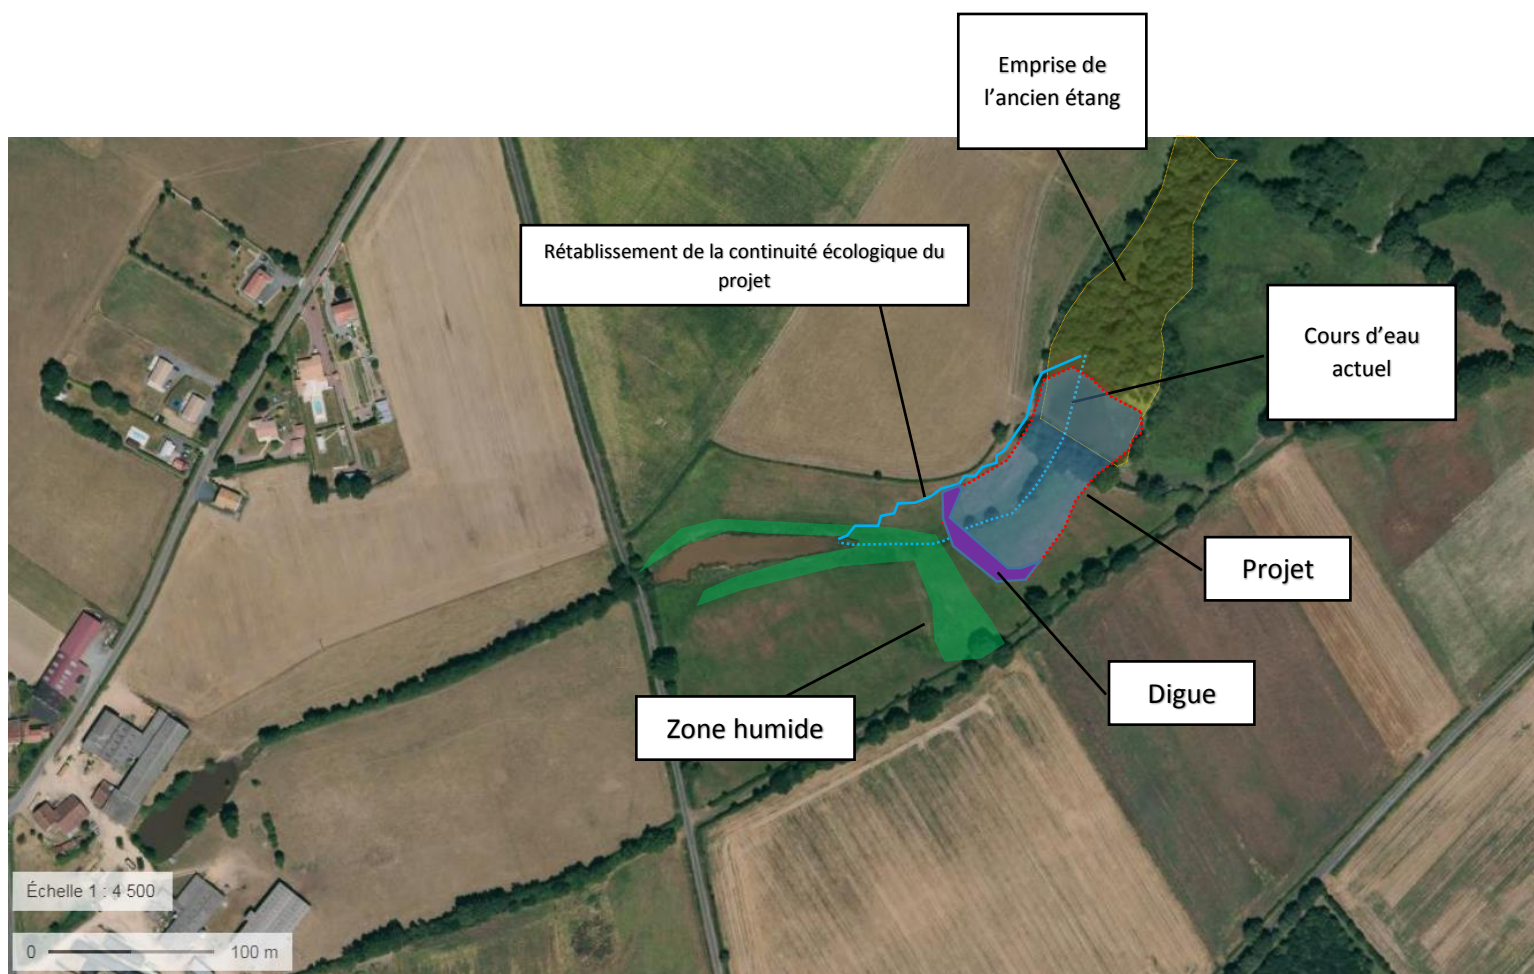 Emprise de
l’ancien étang
Rétablissement de la continuité écologique du
projet
Cours d’eau
actuel
Projet
Digue
Zone humide
Échelle 1 : 4 500
0 100 m